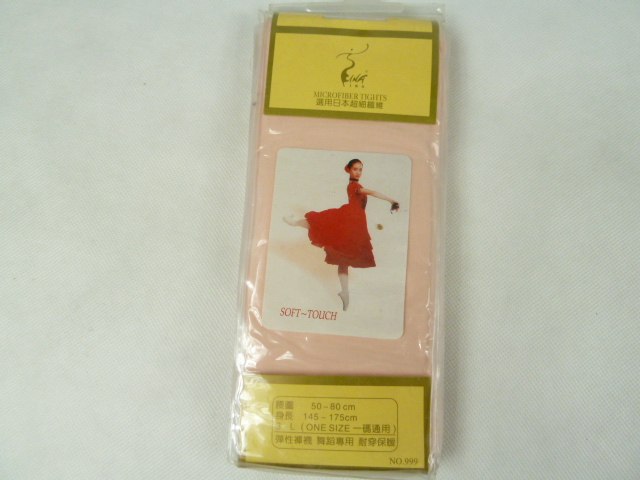 LINA
LINE
MICROFIBER TIGHTS
選用日本超細纖維
SOFT~TOUCH
腰圍 50~80cm
身長 145~175cm
L (ONE SIZE 一碼通用)
彈性褲襪 舞蹈專用 耐穿保暖
NO.999